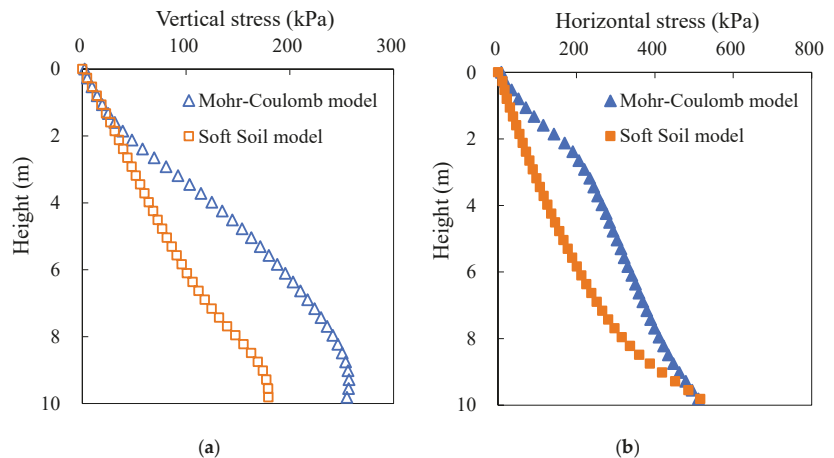 Vertical stress (kPa)
0 100 200 300
0
2
4
6
8
10
Height (m)
Mohr-Coulomb model
Soft Soil model
(a)
Horizontal stress (kPa)
0 200 400 600 800
0
2
4
6
8
10
Height (m)
Mohr-Coulomb model
Soft Soil model
(b)